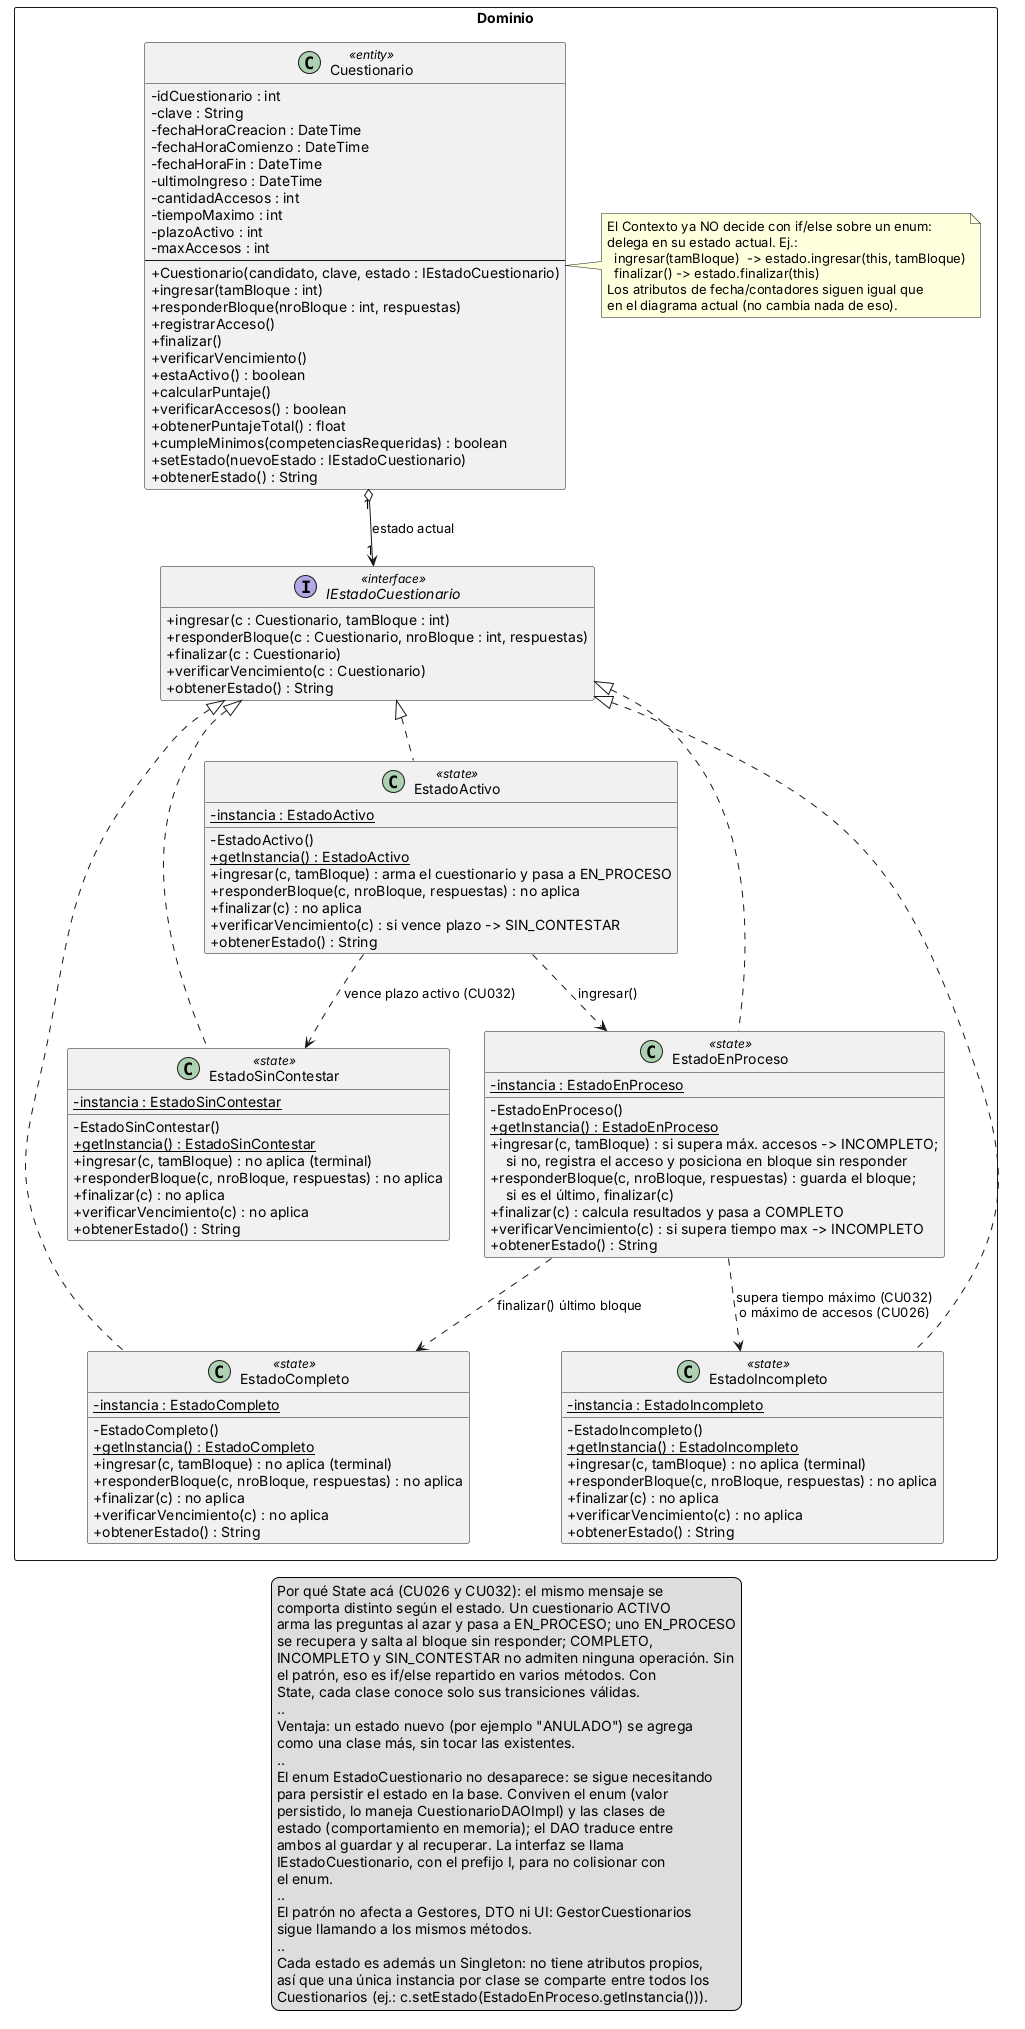 Dominio
«entity»
Cuestionario
-idCuestionario : int
-clave : String
-fechaHoraCreacion : DateTime
-fechaHoraComienzo : DateTime
-fechaHoraFin : DateTime
-ultimoIngreso : DateTime
-cantidadAccesos : int
-tiempoMaximo : int
-plazoActivo : int
-maxAccesos : int
+Cuestionario(candidato, clave, estado : IEstadoCuestionario)
+ingresar(tamBloque : int)
+responderBloque(nroBloque : int, respuestas)
+registrarAcceso()
+finalizar()
+verificarVencimiento()
+estaActivo() : boolean
+calcularPuntaje()
+verificarAccesos() : boolean
+obtenerPuntajeTotal() : float
+cumpleMinimos(competenciasRequeridas) : boolean
+setEstado(nuevoEstado : IEstadoCuestionario)
+obtenerEstado() : String
El Contexto ya NO decide con if/else sobre un enum:
delega en su estado actual. Ej.:
ingresar(tamBloque)  -> estado.ingresar(this, tamBloque)
finalizar() -> estado.finalizar(this)
Los atributos de fecha/contadores siguen igual que
en el diagrama actual (no cambia nada de eso).
1
estado actual
1
«interface»
IEstadoCuestionario
+ingresar(c : Cuestionario, tamBloque : int)
+responderBloque(c : Cuestionario, nroBloque : int, respuestas)
+finalizar(c : Cuestionario)
+verificarVencimiento(c : Cuestionario)
+obtenerEstado() : String
«state»
EstadoActivo
-instancia : EstadoActivo
-EstadoActivo()
+getInstancia() : EstadoActivo
+ingresar(c, tamBloque) : arma el cuestionario y pasa a EN_PROCESO
+responderBloque(c, nroBloque, respuestas) : no aplica
+finalizar(c) : no aplica
+verificarVencimiento(c) : si vence plazo -> SIN_CONTESTAR
+obtenerEstado() : String
vence plazo activo (CU032)
ingresar()
«state»
EstadoSinContestar
-instancia : EstadoSinContestar
-EstadoSinContestar()
+getInstancia() : EstadoSinContestar
+ingresar(c, tamBloque) : no aplica (terminal)
+responderBloque(c, nroBloque, respuestas) : no aplica
+finalizar(c) : no aplica
+verificarVencimiento(c) : no aplica
+obtenerEstado() : String
«state»
EstadoEnProceso
-instancia : EstadoEnProceso
-EstadoEnProceso()
+getInstancia() : EstadoEnProceso
+ingresar(c, tamBloque) : si supera máx. accesos -> INCOMPLETO;
si no, registra el acceso y posiciona en bloque sin responder
+responderBloque(c, nroBloque, respuestas) : guarda el bloque;
si es el último, finalizar(c)
+finalizar(c) : calcula resultados y pasa a COMPLETO
+verificarVencimiento(c) : si supera tiempo max -> INCOMPLETO
+obtenerEstado() : String
finalizar() último bloque
supera tiempo máximo (CU032)
o máximo de accesos (CU026)
«state»
EstadoCompleto
-instancia : EstadoCompleto
-EstadoCompleto()
+getInstancia() : EstadoCompleto
+ingresar(c, tamBloque) : no aplica (terminal)
+responderBloque(c, nroBloque, respuestas) : no aplica
+finalizar(c) : no aplica
+verificarVencimiento(c) : no aplica
+obtenerEstado() : String
«state»
EstadoIncompleto
-instancia : EstadoIncompleto
-EstadoIncompleto()
+getInstancia() : EstadoIncompleto
+ingresar(c, tamBloque) : no aplica (terminal)
+responderBloque(c, nroBloque, respuestas) : no aplica
+finalizar(c) : no aplica
+verificarVencimiento(c) : no aplica
+obtenerEstado() : String
Por qué State acá (CU026 y CU032): el mismo mensaje se
comporta distinto según el estado. Un cuestionario ACTIVO
arma las preguntas al azar y pasa a EN_PROCESO; uno EN_PROCESO
se recupera y salta al bloque sin responder; COMPLETO,
INCOMPLETO y SIN_CONTESTAR no admiten ninguna operación. Sin
el patrón, eso es if/else repartido en varios métodos. Con
State, cada clase conoce solo sus transiciones válidas.
..
Ventaja: un estado nuevo (por ejemplo "ANULADO") se agrega
como una clase más, sin tocar las existentes.
..
El enum EstadoCuestionario no desaparece: se sigue necesitando
para persistir el estado en la base. Conviven el enum (valor
persistido, lo maneja CuestionarioDAOImpl) y las clases de
estado (comportamiento en memoria); el DAO traduce entre
ambos al guardar y al recuperar. La interfaz se llama
IEstadoCuestionario, con el prefijo I, para no colisionar con
el enum.
..
El patrón no afecta a Gestores, DTO ni UI: GestorCuestionarios
sigue llamando a los mismos métodos.
..
Cada estado es además un Singleton: no tiene atributos propios,
así que una única instancia por clase se comparte entre todos los
Cuestionarios (ej.: c.setEstado(EstadoEnProceso.getInstancia())).